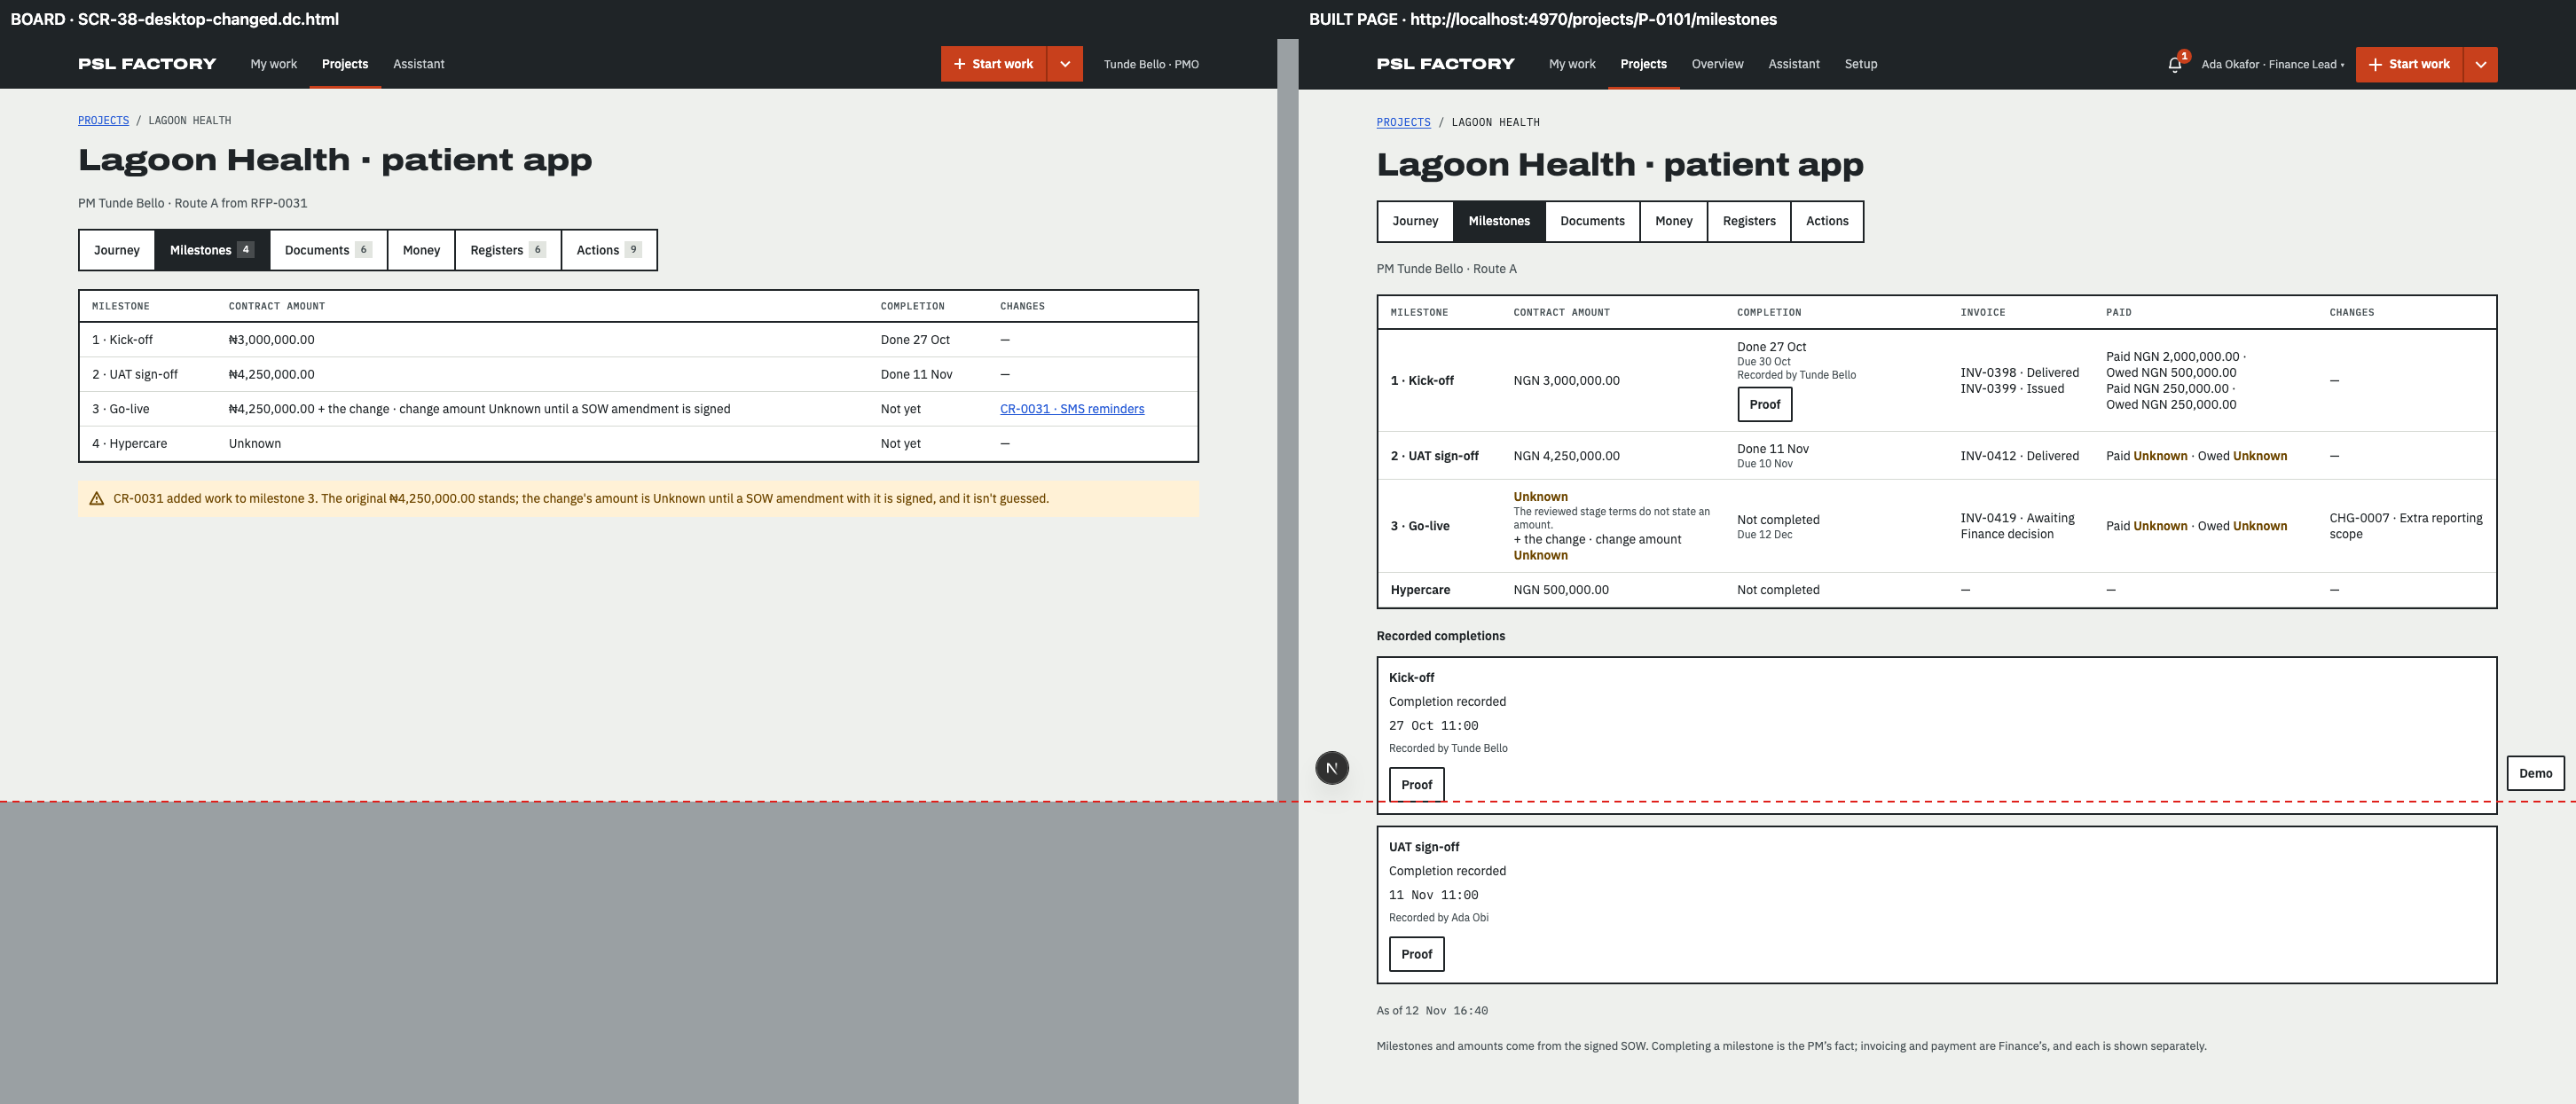 BOARD · SCR-38-desktop-changed.dc.html
PSL FACTORY My work Projects Assistant + Start work Tunde Bello · PMO
PROJECTS / LAGOON HEALTH
Lagoon Health · patient app
PM Tunde Bello · Route A from RFP-0031
Journey Milestones 4 Documents 6 Money Registers 6 Actions 9
MILESTONE CONTRACT AMOUNT COMPLETION CHANGES
1 · Kick-off ₦3,000,000.00 Done 27 Oct —
2 · UAT sign-off ₦4,250,000.00 Done 11 Nov —
3 · Go-live ₦4,250,000.00 + the change · change amount Unknown until a SOW amendment is signed Not yet CR-0031 · SMS reminders
4 · Hypercare Unknown Not yet —
CR-0031 added work to milestone 3. The original ₦4,250,000.00 stands; the change's amount is Unknown until a SOW amendment with it is signed, and it isn't guessed.
BUILT PAGE · http://localhost:4970/projects/P-0101/milestones
PSL FACTORY My work Projects Overview Assistant Setup 1 Ada Okafor · Finance Lead + Start work
PROJECTS / LAGOON HEALTH
Lagoon Health · patient app
Journey Milestones Documents Money Registers Actions
PM Tunde Bello · Route A
MILESTONE CONTRACT AMOUNT COMPLETION INVOICE PAID CHANGES
1 · Kick-off
NGN 3,000,000.00
Done 27 Oct
Due 30 Oct
Recorded by Tunde Bello
Proof
INV-0398 · Delivered
INV-0399 · Issued
Paid NGN 2,000,000.00 ·
Owed NGN 500,000.00
Paid NGN 250,000.00 ·
Owed NGN 250,000.00
—
2 · UAT sign-off
NGN 4,250,000.00
Done 11 Nov
Due 10 Nov
INV-0412 · Delivered
Paid Unknown · Owed Unknown
—
3 · Go-live
Unknown
The reviewed stage terms do not state an
amount.
+ the change · change amount
Unknown
Not completed
Due 12 Dec
INV-0419 · Awaiting
Finance decision
Paid Unknown · Owed Unknown
CHG-0007 · Extra reporting
scope
Hypercare NGN 500,000.00 Not completed — — —
Recorded completions
Kick-off
Completion recorded
27 Oct 11:00
Recorded by Tunde Bello
Proof
N
Demo
UAT sign-off
Completion recorded
11 Nov 11:00
Recorded by Ada Obi
Proof
As of 12 Nov 16:40
Milestones and amounts come from the signed SOW. Completing a milestone is the PM's fact; invoicing and payment are Finance's, and each is shown separately.